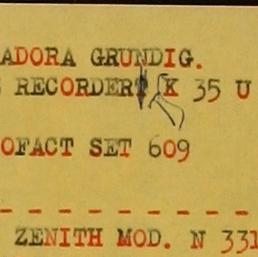 ADORA GRUNDIG.
RECORDER K 35 U
OFACT SET 609
ZENITH MOD. N 331